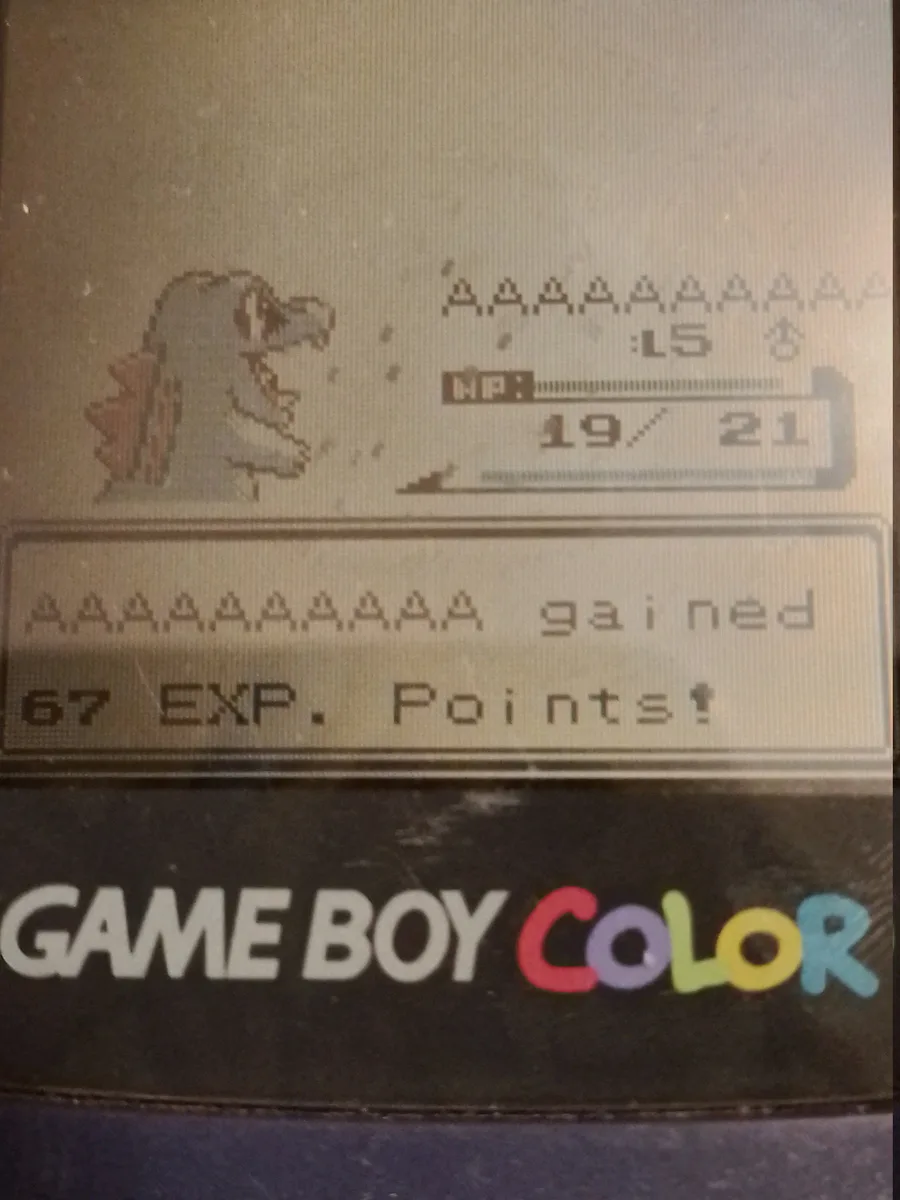 AAAAAAAAAA
:L5 ♂
HP:
19/ 21
AAAAAAAAAA gained
67 EXP. Points!
GAME BOY COLOR